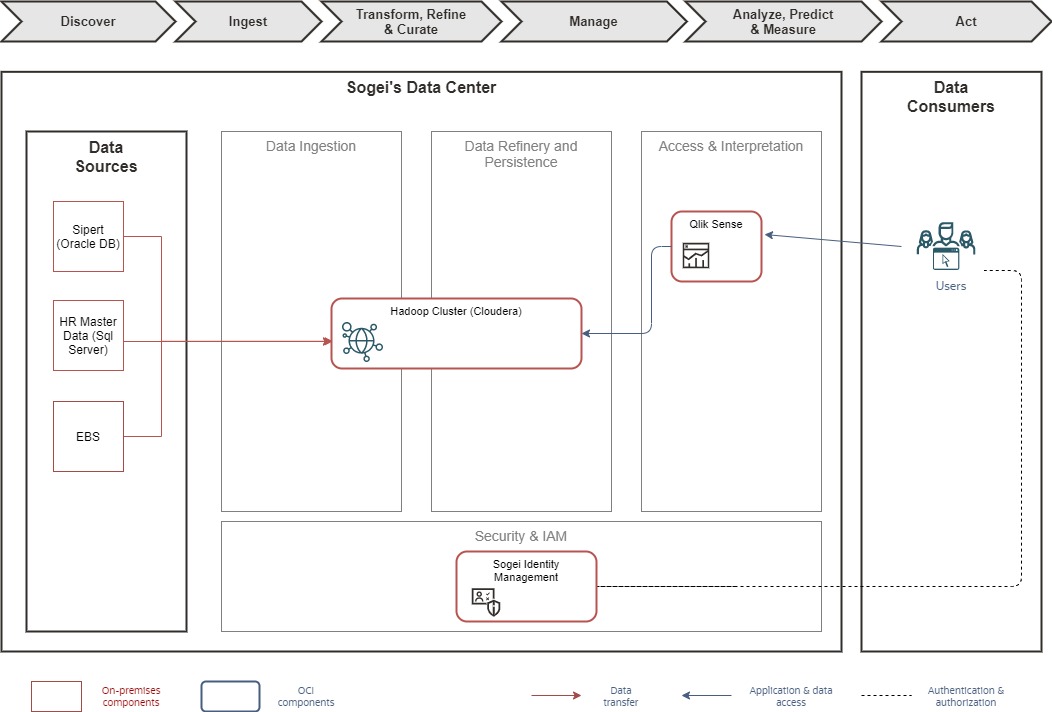 Discover
Ingest
Transform, Refine
& Curate
Manage
Analyze, Predict
& Measure
Act
Sogei's Data Center
Data
Consumers
Data
Sources
Data Ingestion
Data Refinery and
Persistence
Access & Interpretation
Sipert
(Oracle DB)
HR Master
Data (Sql
Server)
EBS
Hadoop Cluster (Cloudera)
Qlik Sense
Users
Security & IAM
Sogei Identity
Management
On-premises
components
OCI
components
Data
transfer
Application & data
access
Authentication &
authorization